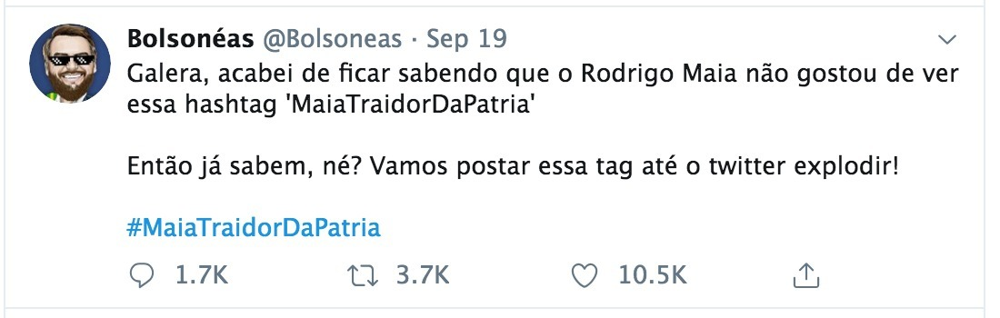 Bolsonéas @Bolsoneas · Sep 19
Galera, acabei de ficar sabendo que o Rodrigo Maia não gostou de ver
essa hashtag 'MaiaTraidorDaPatria'
Então já sabem, né? Vamos postar essa tag até o twitter explodir!
#MaiaTraidorDaPatria
1.7K 3.7K 10.5K